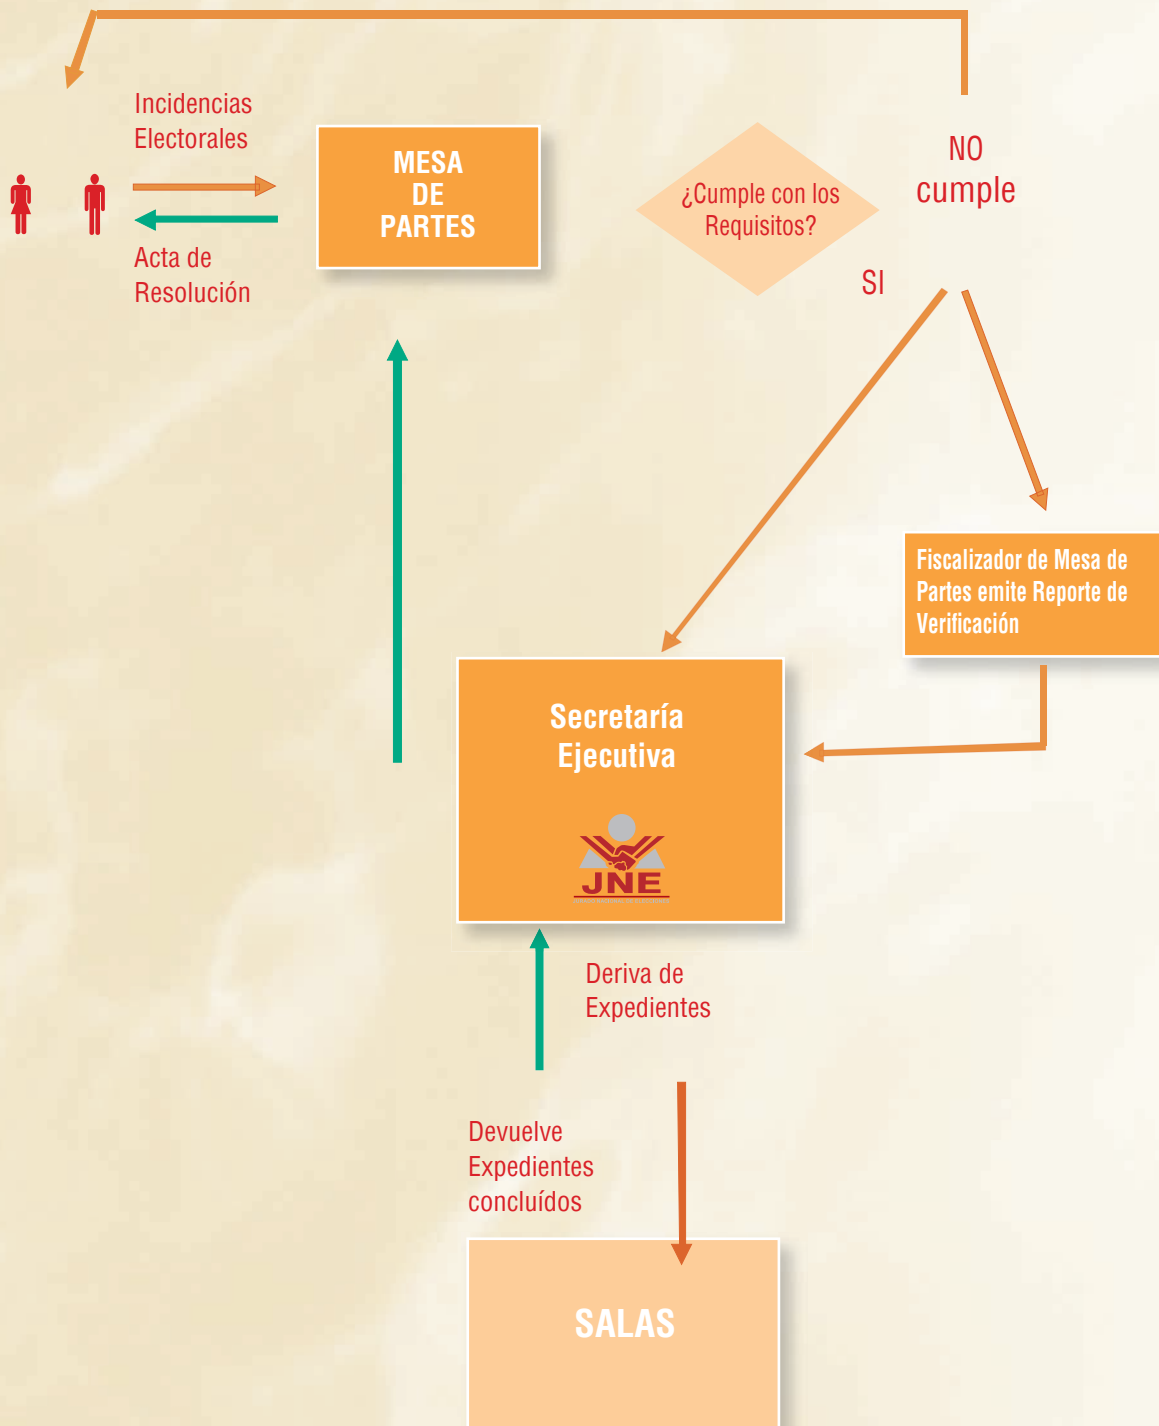 Incidencias
Electorales
MESA
DE
PARTES
Acta de
Resolución
¿Cumple con los
Requisitos?
NO
cumple
SI
Fiscalizador de Mesa de
Partes emite Reporte de
Verificación
Secretaría
Ejecutiva
JNE
Deriva de
Expedientes
Devuelve
Expedientes
concluídos
SALAS